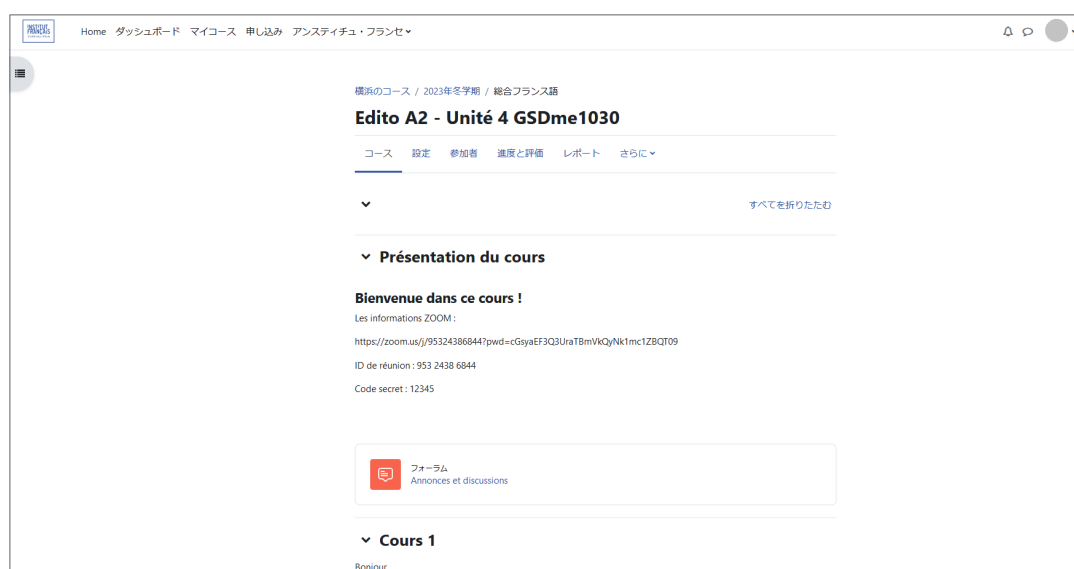 INSTITUT
FRANÇAIS
Home ダッシュボード マイコース 申し込み アンスティチュ・フランセ
横浜のコース / 2023年冬学期 / 総合フランス語
Edito A2 - Unité 4 GSDme1030
コース 設定 参加者 進度と評価 レポート さらに
すべてを折りたたむ
Présentation du cours
Bienvenue dans ce cours !
Les informations ZOOM :
https://zoom.us/j/95324386844?pwd=cGsyaEF3Q3UraTBmVkQyNk1mc1ZBQT09
ID de réunion : 953 2438 6844
Code secret : 12345
フォーラム
Annonces et discussions
Cours 1
Bonjour